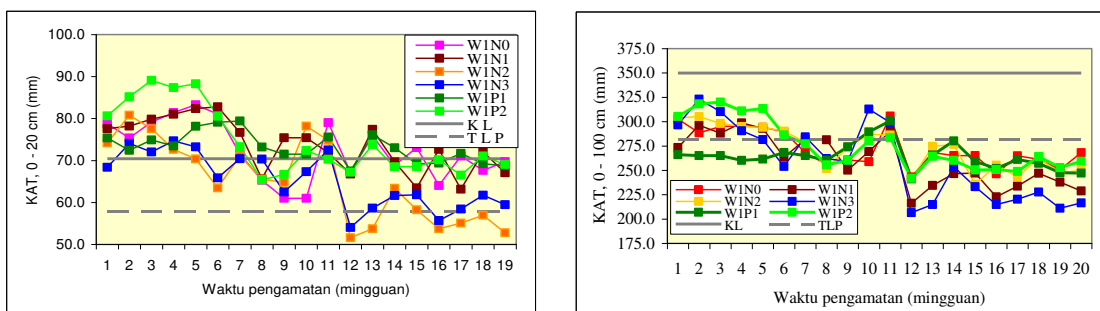 100.0
90.0
80.0
70.0
60.0
50.0
KAT, 0 - 20 cm (mm)
W1N0
W1N1
W1N2
W1N3
W1P1
W1P2
KL
TLP
1 2 3 4 5 6 7 8 9 10 11 12 13 14 15 16 17 18 19
Waktu pengamatan (mingguan)
375.0
350.0
325.0
300.0
275.0
250.0
225.0
200.0
175.0
KAT, 0 - 100 cm (mm)
W1N0 W1N1
W1N2 W1N3
W1P1 W1P2
KL TLP
1 2 3 4 5 6 7 8 9 10 11 12 13 14 15 16 17 18 19 20
Waktu pengamatan (mingguan)